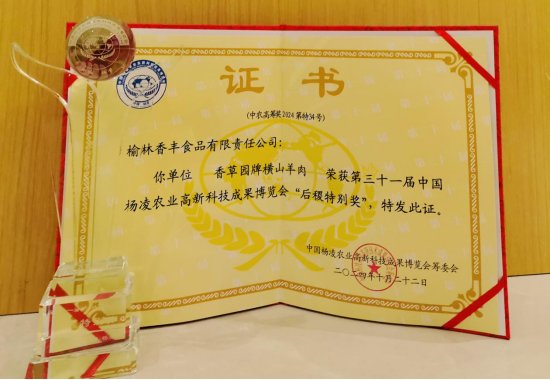 证书
(中农高筹奖2024第特34号)
榆林香丰食品有限责任公司:
你单位 香草园牌横山羊肉 荣获第三十一届中国
杨凌农业高新科技成果博览会“后稷特别奖”，特发此证。
中国杨凌农业高新科技成果博览会筹委会
二〇二四年十月二十二日